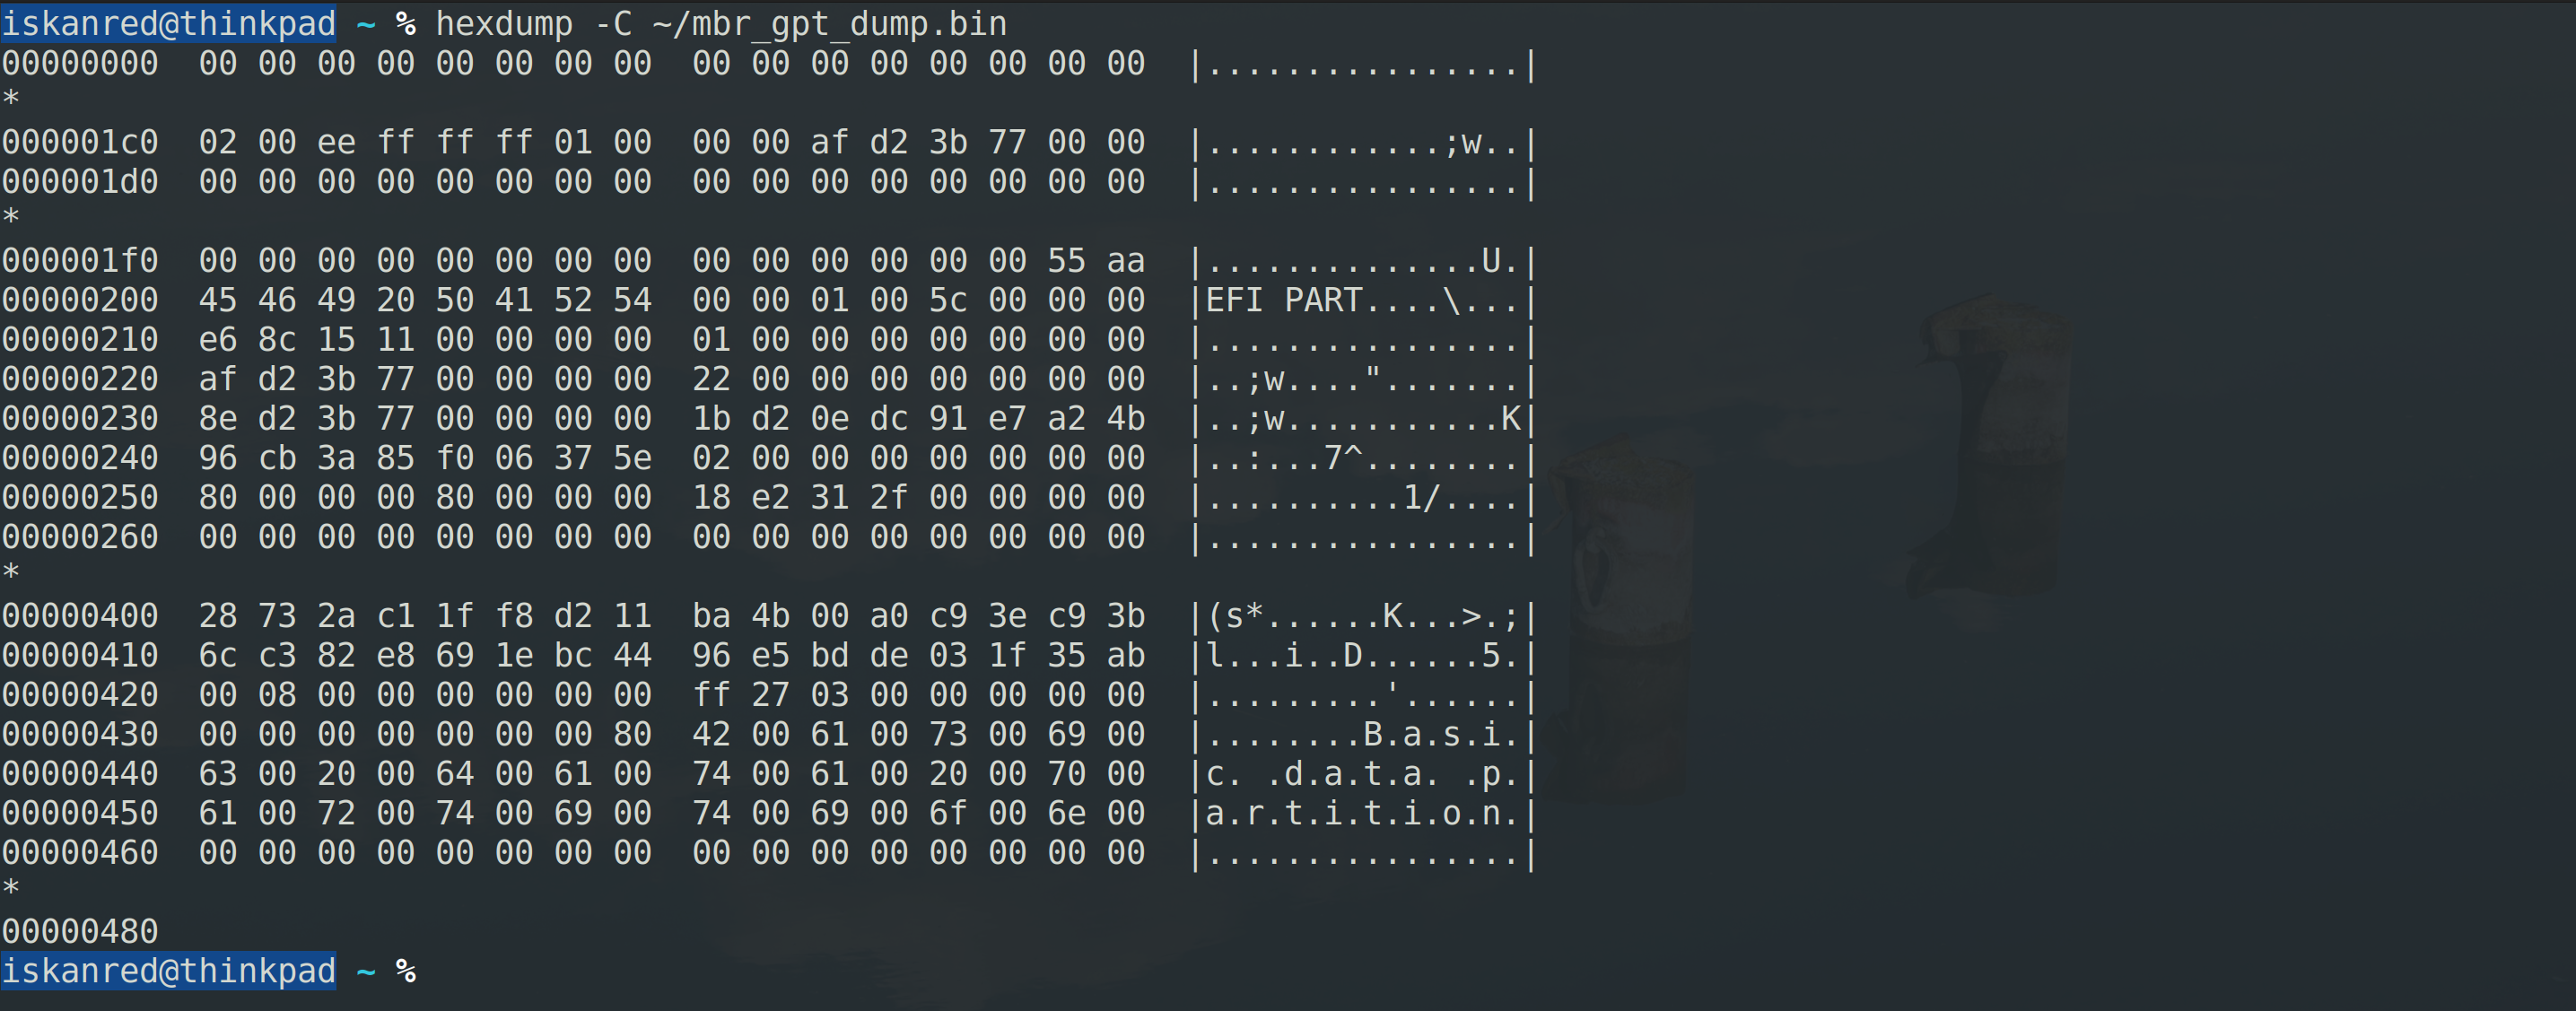 iskanred@thinkpad ~ % hexdump -C ~/mbr_gpt_dump.bin
00000000  00 00 00 00 00 00 00 00  00 00 00 00 00 00 00 00  |................|
*
000001c0  02 00 ee ff ff ff 01 00  00 00 af d2 3b 77 00 00  |............;w..|
000001d0  00 00 00 00 00 00 00 00  00 00 00 00 00 00 00 00  |................|
*
000001f0  00 00 00 00 00 00 00 00  00 00 00 00 00 00 55 aa  |..............U.|
00000200  45 46 49 20 50 41 52 54  00 00 01 00 5c 00 00 00  |EFI PART....\...|
00000210  e6 8c 15 11 00 00 00 00  01 00 00 00 00 00 00 00  |................|
00000220  af d2 3b 77 00 00 00 00  22 00 00 00 00 00 00 00  |..;w....".......|
00000230  8e d2 3b 77 00 00 00 00  1b d2 0e dc 91 e7 a2 4b  |..;w...........K|
00000240  96 cb 3a 85 f0 06 37 5e  02 00 00 00 00 00 00 00  |..:...7^........|
00000250  80 00 00 00 80 00 00 00  18 e2 31 2f 00 00 00 00  |..........1/....|
00000260  00 00 00 00 00 00 00 00  00 00 00 00 00 00 00 00  |................|
*
00000400  28 73 2a c1 1f f8 d2 11  ba 4b 00 a0 c9 3e c9 3b  |(s*......K...>.;|
00000410  6c c3 82 e8 69 1e bc 44  96 e5 bd de 03 1f 35 ab  |l...i..D......5.|
00000420  00 08 00 00 00 00 00 00  ff 27 03 00 00 00 00 00  |.........'......|
00000430  00 00 00 00 00 00 00 80  42 00 61 00 73 00 69 00  |........B.a.s.i.|
00000440  63 00 20 00 64 00 61 00  74 00 61 00 20 00 70 00  |c. .d.a.t.a. .p.|
00000450  61 00 72 00 74 00 69 00  74 00 69 00 6f 00 6e 00  |a.r.t.i.t.i.o.n.|
00000460  00 00 00 00 00 00 00 00  00 00 00 00 00 00 00 00  |................|
*
00000480
iskanred@thinkpad ~ %